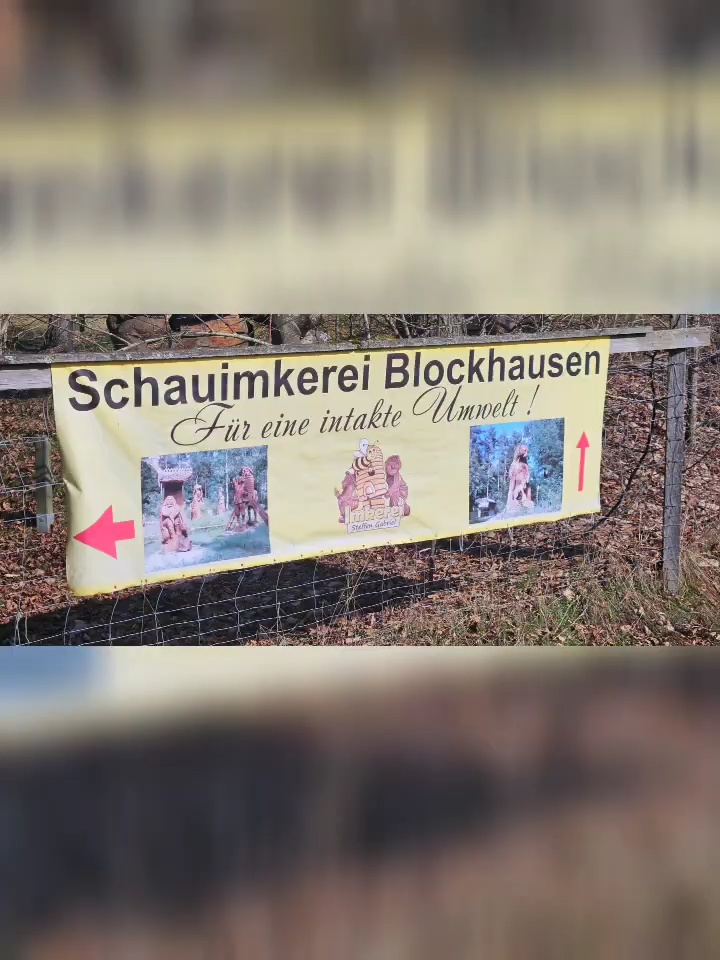 Schauimkerei Blockhausen
Für eine intakte Umwelt !
Imkerei
Steffen Gabriel